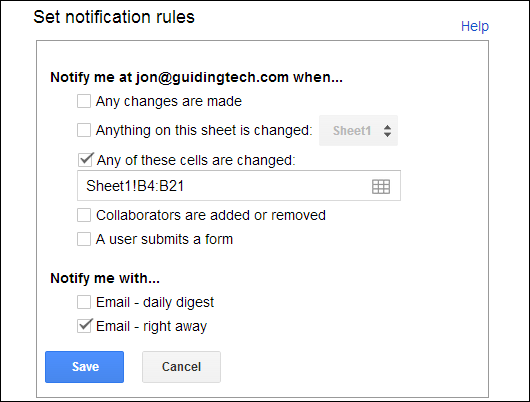 Set notification rules
Help
Notify me at jon@guidingtech.com when...
Any changes are made
Anything on this sheet is changed: Sheet1
Any of these cells are changed:
Sheet1!B4:B21
Collaborators are added or removed
A user submits a form
Notify me with...
Email - daily digest
Email - right away
Save Cancel